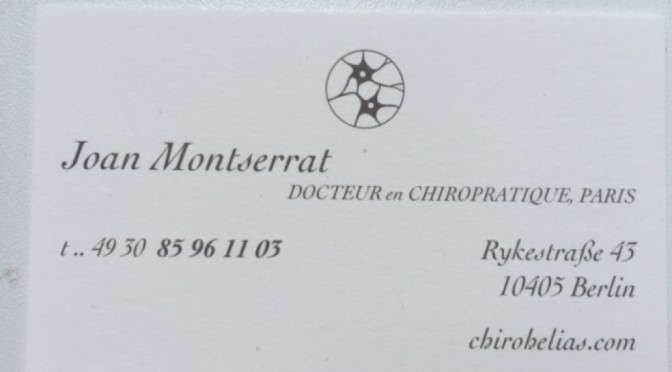 Joan Montserrat
DOCTEUR en CHIROPRATIQUE, PARIS
t.. 49 30 85 96 11 03
Rykestraße 43
10405 Berlin
chirohelias.com